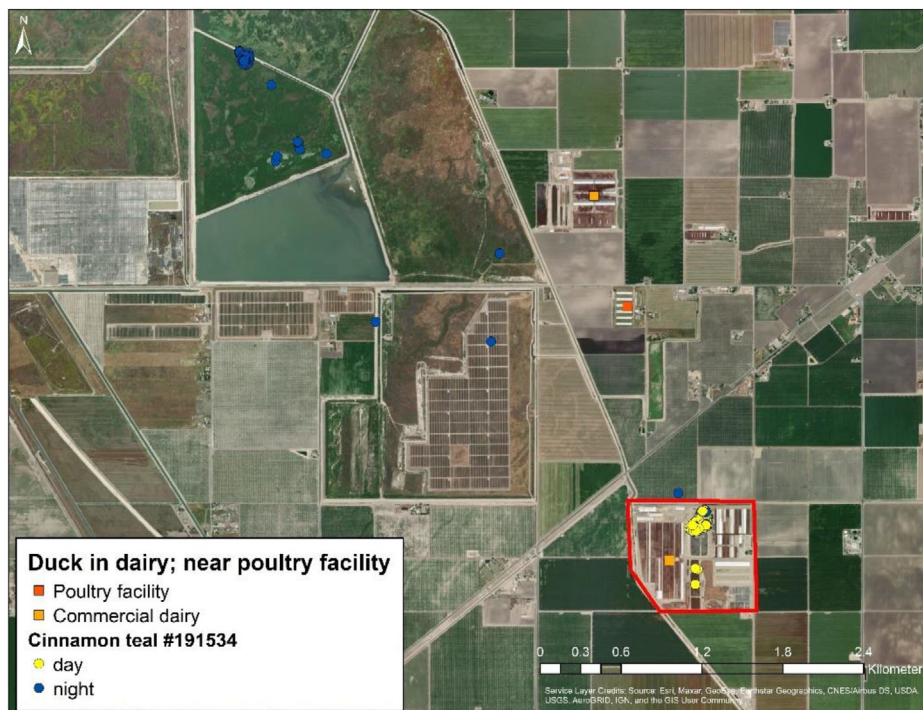 N
Duck in dairy; near poultry facility
Poultry facility
Commercial dairy
Cinnamon teal #191534
day
night
0 0.3 0.6 1.2 1.8 2.4
Kilometer
Service Layer Credits: Source: Esri, Maxar, GeoEye, Earthstar Geographics, CNES/Airbus DS, USDA,
USGS, AeroGRID, IGN, and the GIS User Community